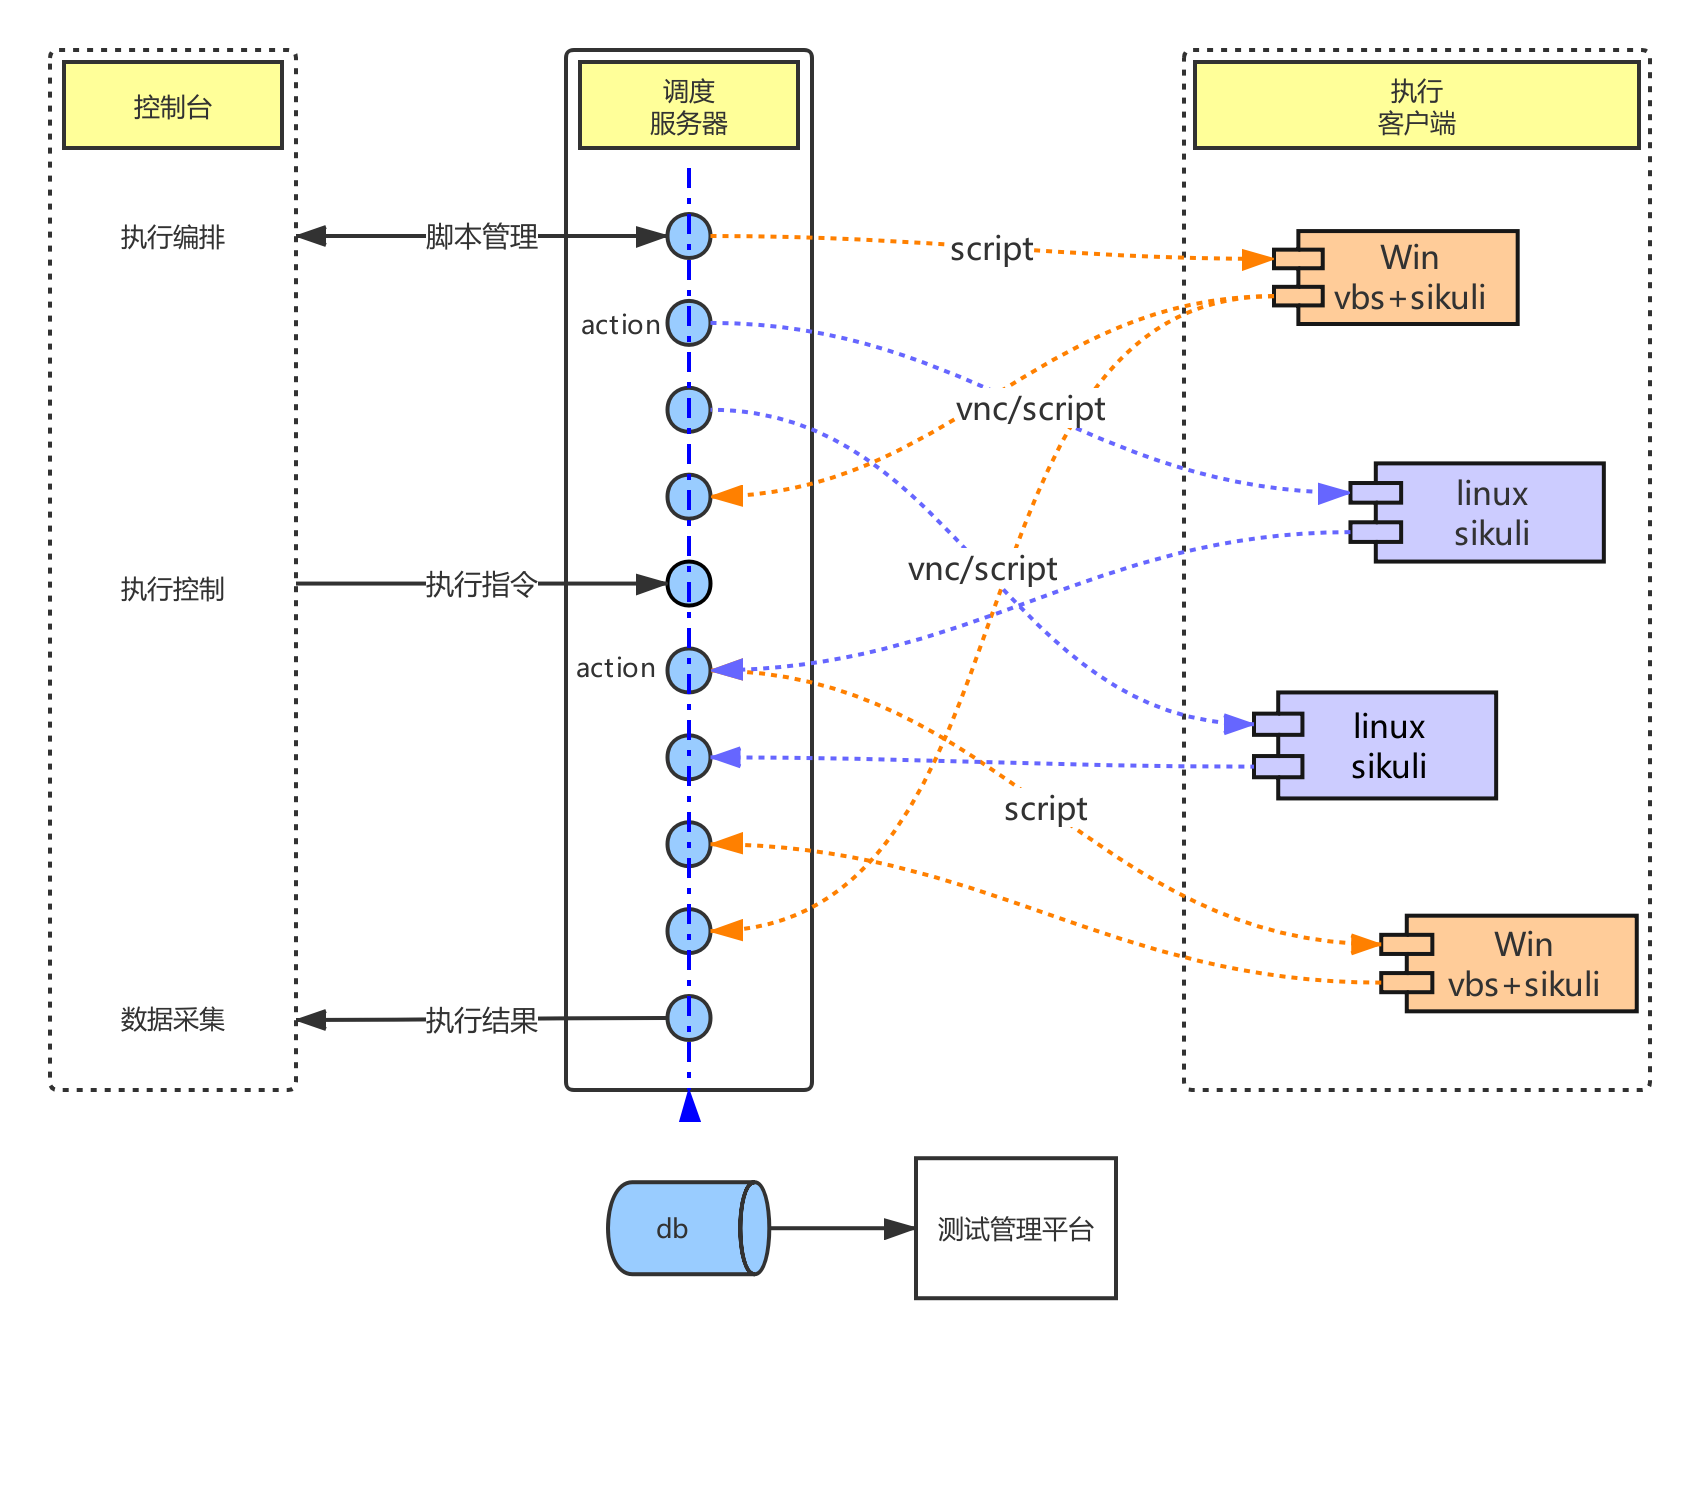 控制台
调度
服务器
执行
客户端
执行编排
脚本管理
script
Win
vbs+sikuli
action
vnc/script
linux
sikuli
vnc/script
执行控制
执行指令
action
linux
sikuli
script
Win
vbs+sikuli
数据采集
执行结果
db
测试管理平台